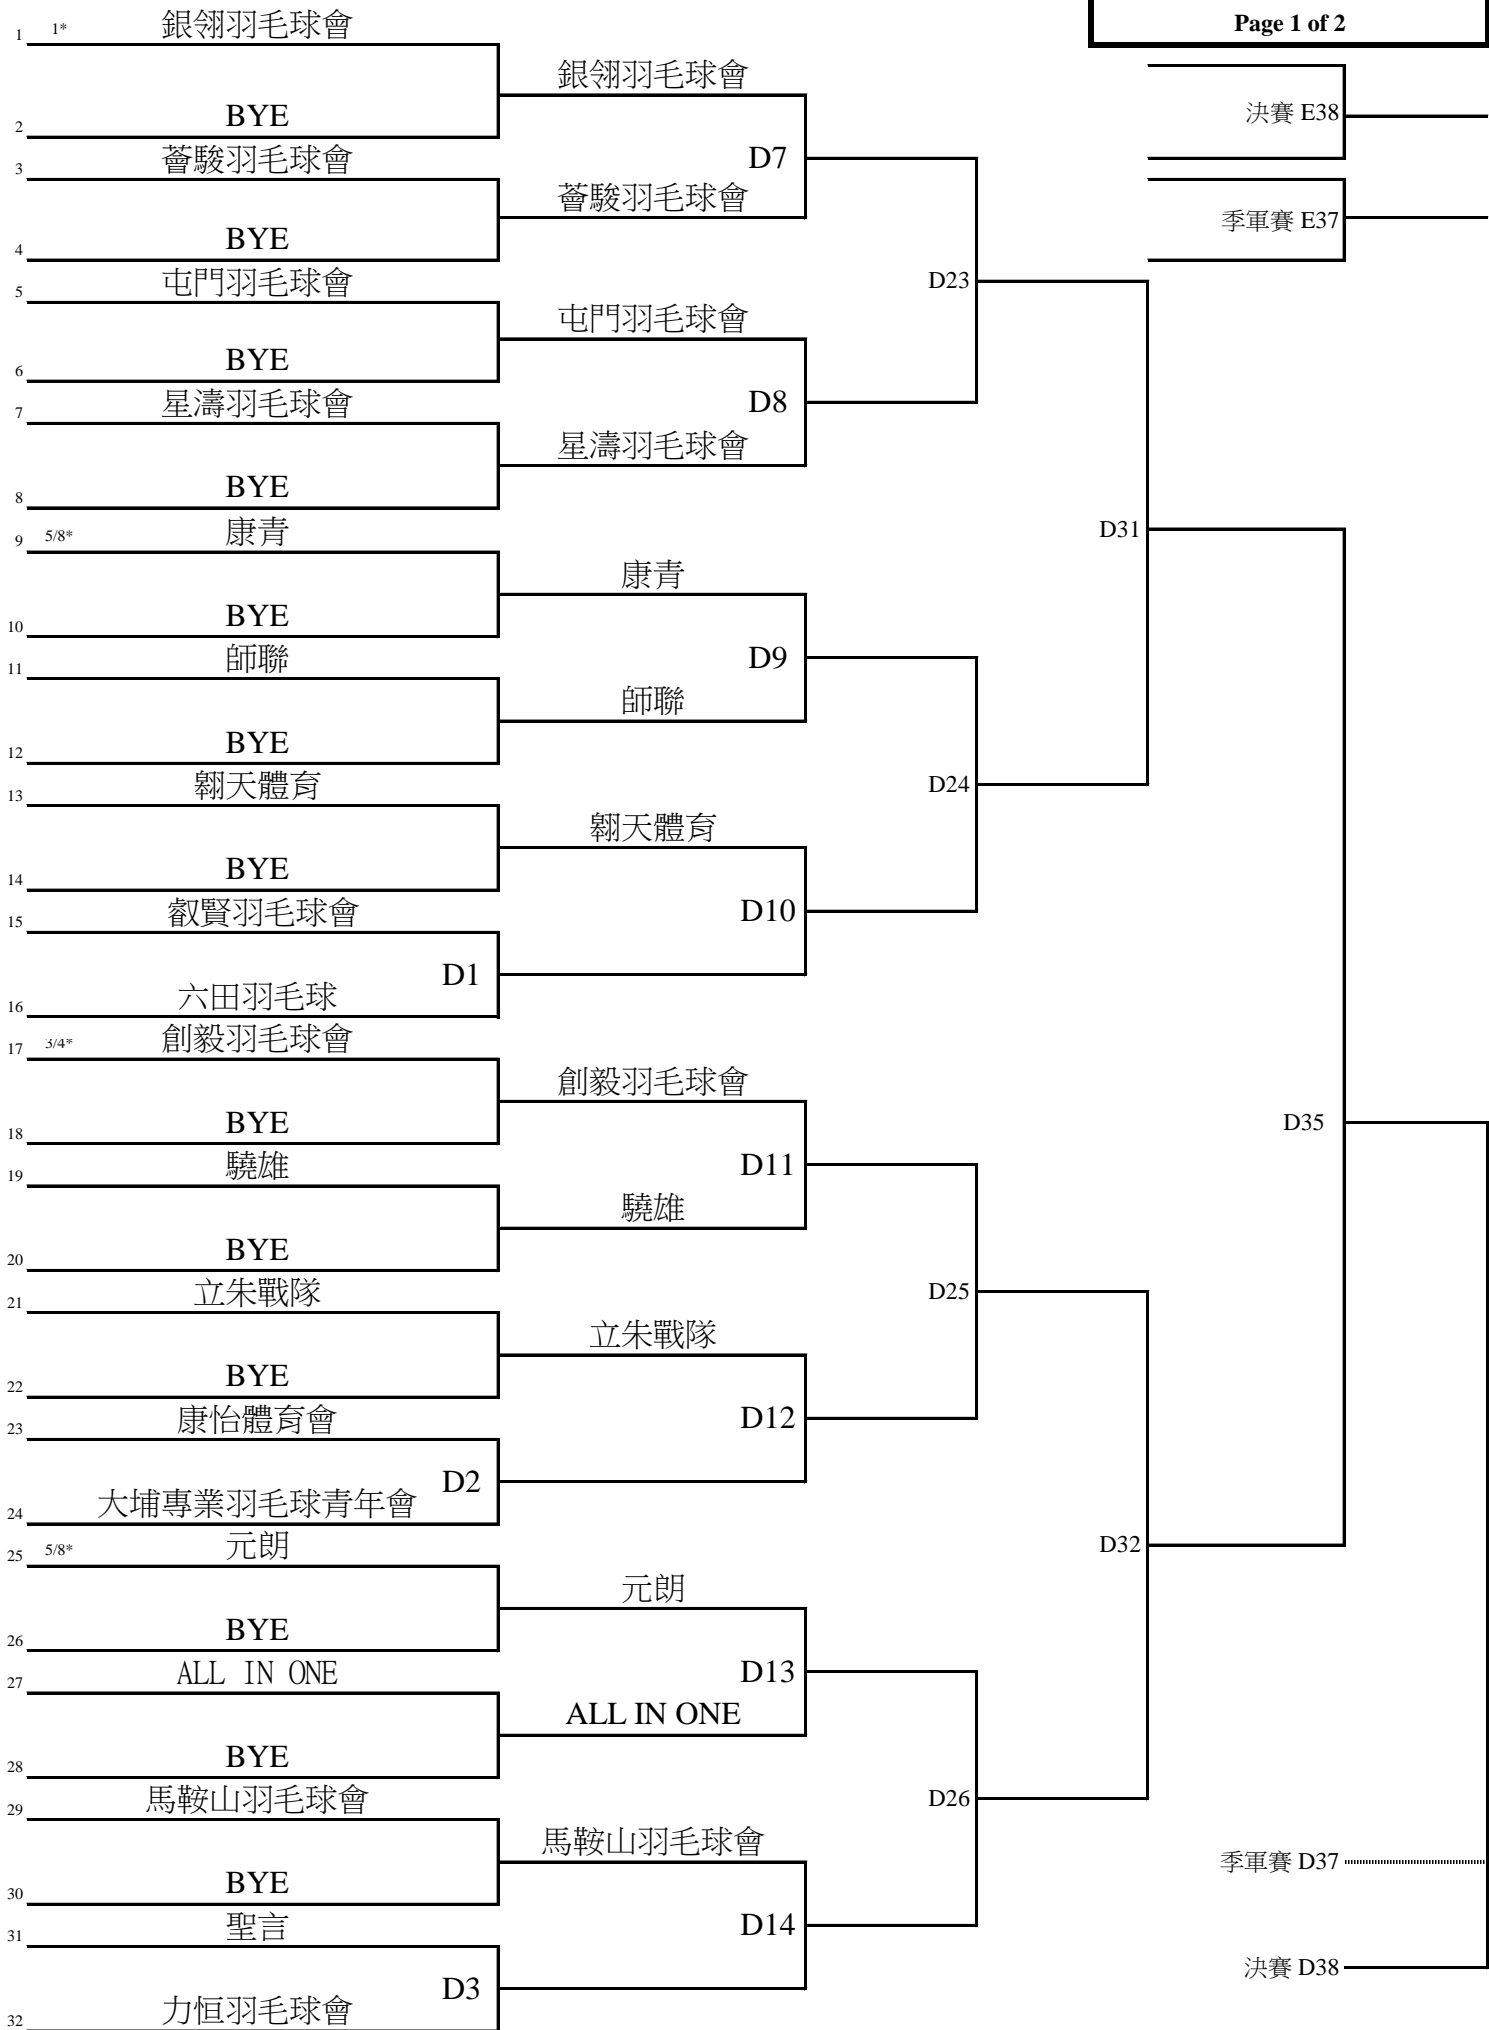 Page 1 of 2
1 1* 銀翎羽毛球會
銀翎羽毛球會
2 BYE
決賽 E38
3 薈駿羽毛球會
D7
薈駿羽毛球會
4 BYE
季軍賽 E37
5 屯門羽毛球會
D23
屯門羽毛球會
6 BYE
7 星濤羽毛球會
D8
星濤羽毛球會
8 BYE
9 5/8* 康青
D31
康青
10 BYE
11 師聯
D9
師聯
12 BYE
13 翱天體育
D24
翱天體育
14 BYE
15 叡賢羽毛球會
D10
D1
16 六田羽毛球
17 3/4* 創毅羽毛球會
創毅羽毛球會
18 BYE
D35
19 驍雄
D11
驍雄
20 BYE
21 立朱戰隊
D25
立朱戰隊
22 BYE
23 康怡體育會
D12
D2
24 大埔專業羽毛球青年會
25 5/8* 元朗
D32
元朗
26 BYE
27 ALL IN ONE
D13
ALL IN ONE
28 BYE
29 馬鞍山羽毛球會
D26
馬鞍山羽毛球會
季軍賽 D37
30 BYE
31 聖言
D14
決賽 D38
D3
32 力恒羽毛球會